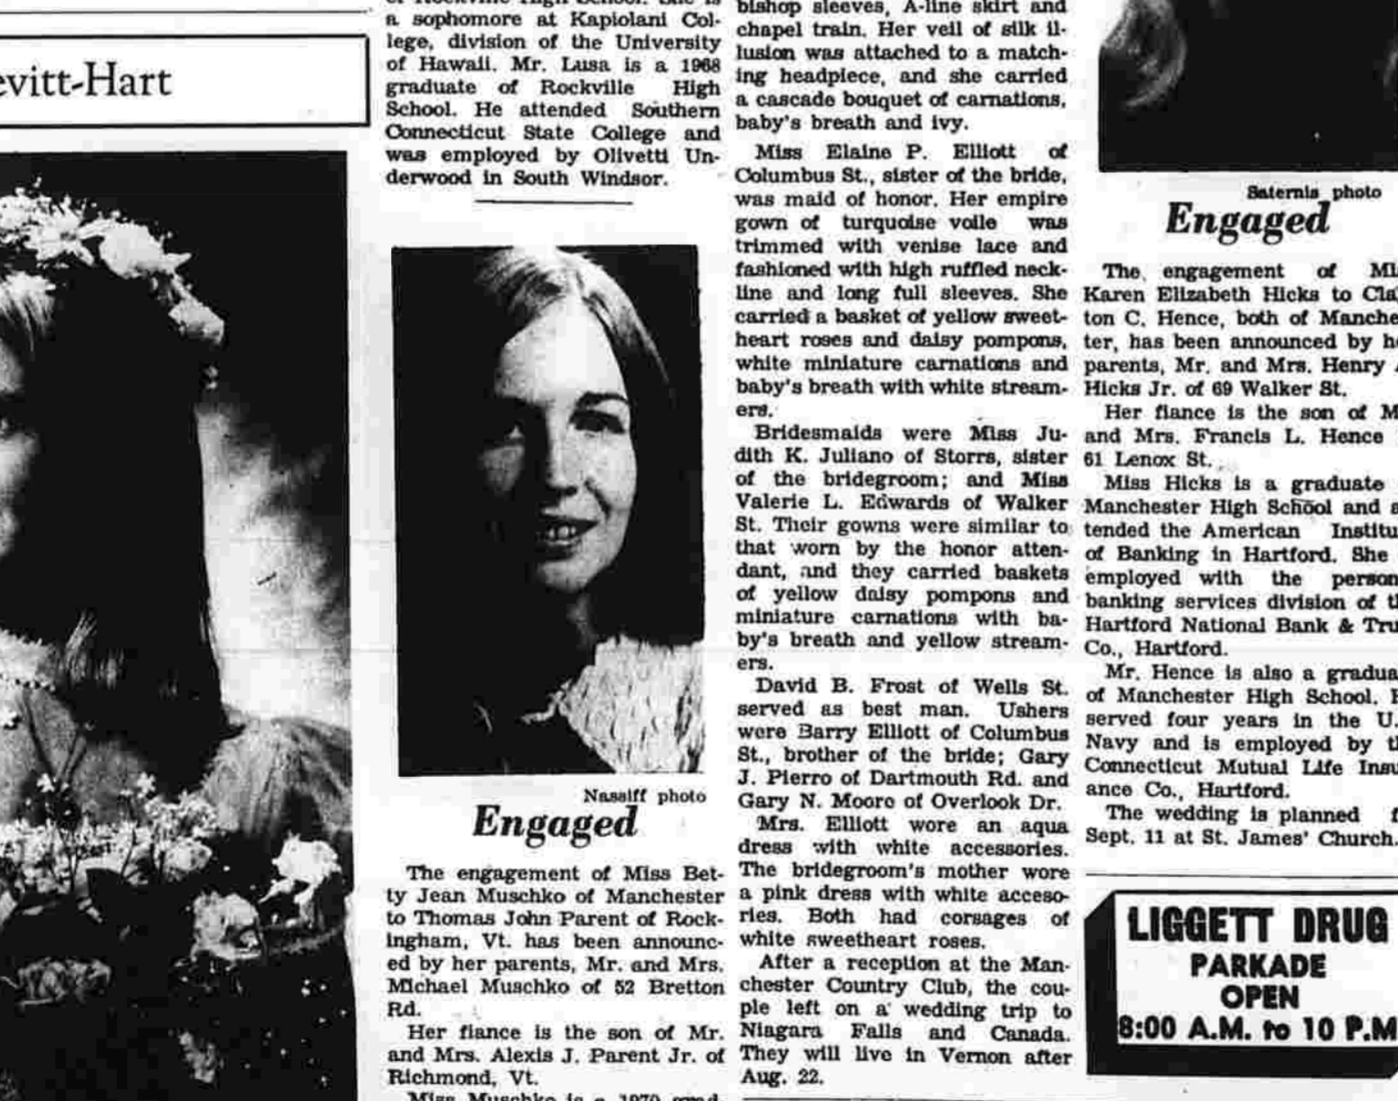 evitt-Hart
of Rockville High School. She is
a sophomore at Kapiolani Col-
lege, division of the University
of Hawaii. Mr. Lusa is a 1968
graduate of Rockville High
School. He attended Southern
Connecticut State College and
was employed by Olivetti Un-
derwood in South Windsor.
Nassiff photo
Engaged
The engagement of Miss Bet-
ty Jean Muschko of Manchester
to Thomas John Parent of Rock-
ingham, Vt. has been announc-
ed by her parents, Mr. and Mrs.
Michael Muschko of 52 Bretton
Rd.
Her fiance is the son of Mr.
and Mrs. Alexis J. Parent Jr. of
Richmond, Vt.
Miss Muschko is a 1970 grad-
bishop sleeves, A-line skirt and
chapel train. Her veil of silk il-
lusion was attached to a match-
ing headpiece, and she carried
a cascade bouquet of carnations,
baby's breath and ivy.
Miss Elaine P. Elliott of
Columbus St., sister of the bride,
was maid of honor. Her empire
gown of turquoise voile was
trimmed with venise lace and
fashioned with high ruffled neck-
line and long full sleeves. She
carried a basket of yellow sweet-
heart roses and daisy pompons,
white miniature carnations and
baby's breath with white stream-
ers.
Bridesmaids were Miss Ju-
dith K. Juliano of Storrs, sister
of the bridegroom; and Miss
Valerie L. Edwards of Walker
St. Their gowns were similar to
that worn by the honor atten-
dant, and they carried baskets
of yellow daisy pompons and
miniature carnations with ba-
by's breath and yellow stream-
ers.
David B. Frost of Wells St.
served as best man. Ushers
were Barry Elliott of Columbus
St., brother of the bride; Gary
J. Pierro of Dartmouth Rd. and
Gary N. Moore of Overlook Dr.
Mrs. Elliott wore an aqua
dress with white accessories.
The bridegroom's mother wore
a pink dress with white acceso-
ries. Both had corsages of
white sweetheart roses.
After a reception at the Man-
chester Country Club, the cou-
ple left on a wedding trip to
Niagara Falls and Canada.
They will live in Vernon after
Aug. 22.
Saternis photo
Engaged
The engagement of Mi
Karen Elizabeth Hicks to Cla
ton C. Hence, both of Manche
ter, has been announced by h
parents, Mr. and Mrs. Henry
Hicks Jr. of 69 Walker St.
Her fiance is the son of M
and Mrs. Francis L. Hence
61 Lenox St.
Miss Hicks is a graduate
Manchester High School and a
tended the American Institu
of Banking in Hartford. She
employed with the person
banking services division of t
Hartford National Bank & Tru
Co., Hartford.
Mr. Hence is also a gradua
of Manchester High School.
served four years in the U.
Navy and is employed by t
Connecticut Mutual Life Insu
ance Co., Hartford.
The wedding is planned f
Sept. 11 at St. James' Church.
LIGGETT DRUG
PARKADE
OPEN
8:00 A.M. to 10 P.M